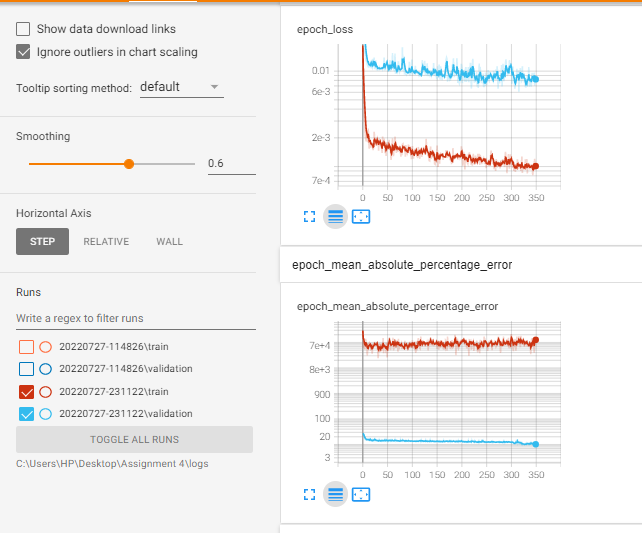 Show data download links
Ignore outliers in chart scaling
Tooltip sorting method: default
Smoothing
0.6
Horizontal Axis
STEP RELATIVE WALL
Runs
Write a regex to filter runs
20220727-114826\train
20220727-114826\validation
20220727-231122\train
20220727-231122\validation
TOGGLE ALL RUNS
C:\Users\HP\Desktop\Assignment 4\logs
epoch_loss
0.01
6e-3
2e-3
7e-4
0 50 100 150 200 250 300 350
epoch_mean_absolute_percentage_error
epoch_mean_absolute_percentage_error
7e+4
8e+3
900
100
20
3
0 50 100 150 200 250 300 350